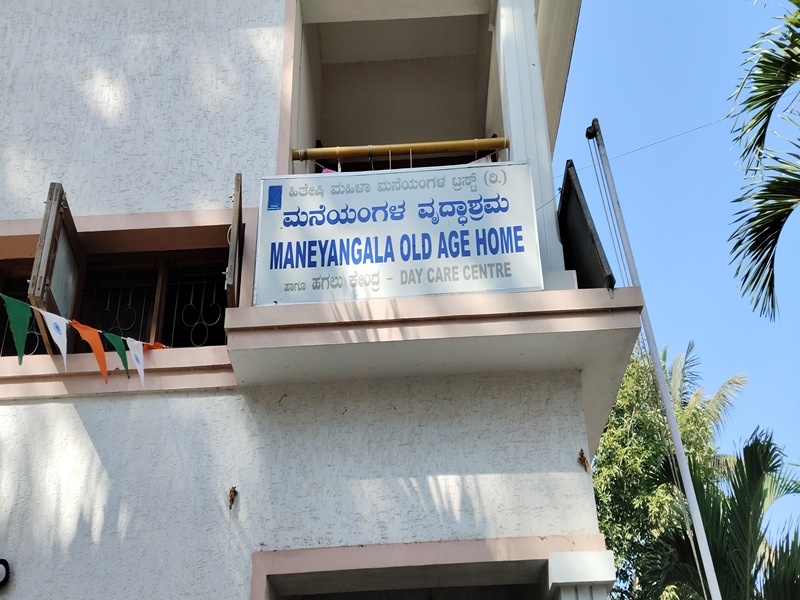 ಹಿತೇಷಿ ಮಹಿಳಾ ಮನೆಯಂಗಳ ಟ್ರಸ್ಟ್ (ರಿ.)
ಮನೆಯಂಗಳ ವೃದ್ಧಾಶ್ರಮ
MANEYANGALA OLD AGE HOME
ಹಾಗೂ ಹಗಲು ಕೇಂದ್ರ - DAY CARE CENTRE